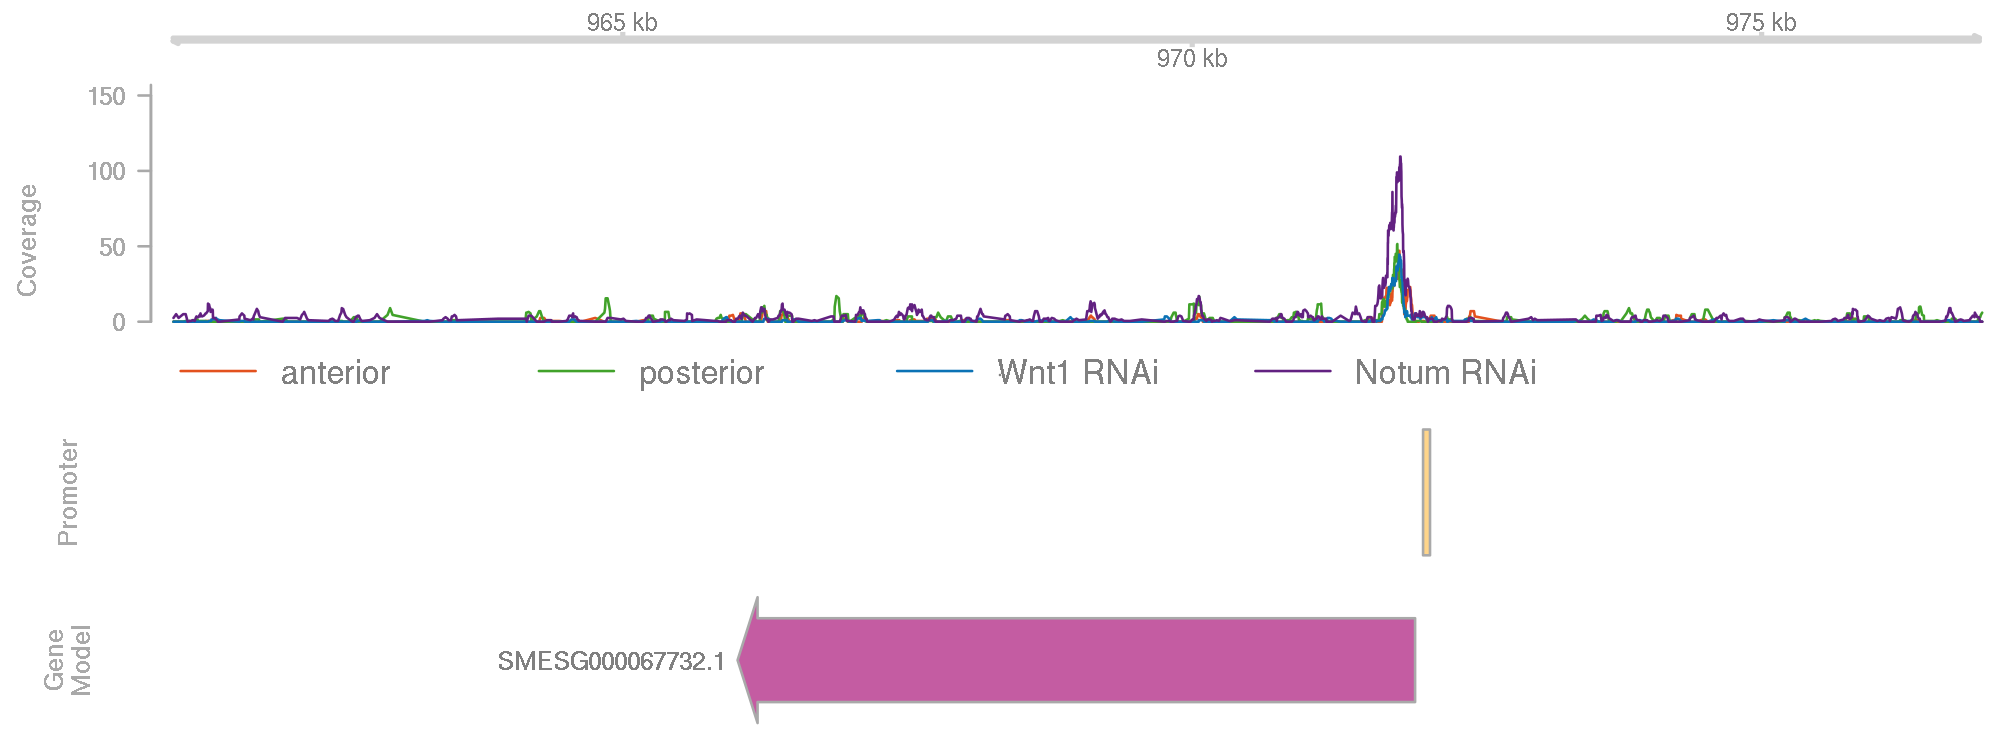 965 kb
975 kb
970 kb
150
100
50
0
Coverage
anterior
posterior
Wnt1 RNAi
Notum RNAi
Promoter
Gene
Model
SMESG000067732.1